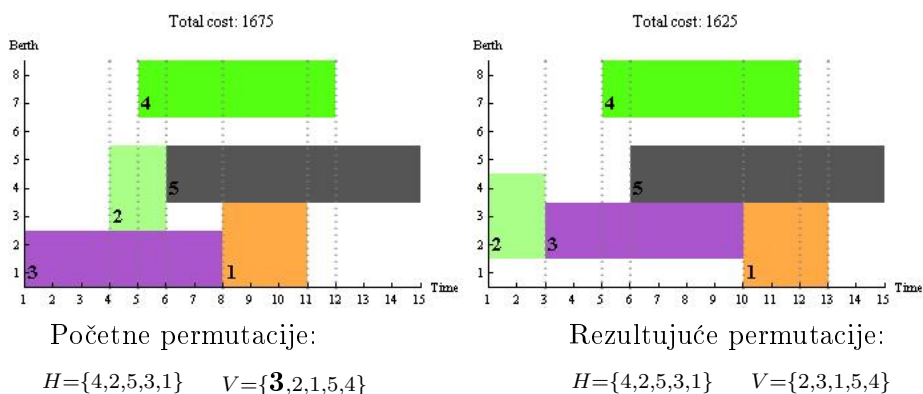 Total cost: 1675
Berth
8
7
6
5
4
3
2
1
4
5
2
3
1
1 2 3 4 5 6 7 8 9 10 11 12 13 14 15 Time
Početne permutacije:
H={4,2,5,3,1} V={3,2,1,5,4}
Total cost: 1625
Berth
8
7
6
5
4
3
2
1
4
5
2
3
1
1 2 3 4 5 6 7 8 9 10 11 12 13 14 15 Time
Rezultujuće permutacije:
H={4,2,5,3,1} V={2,3,1,5,4}